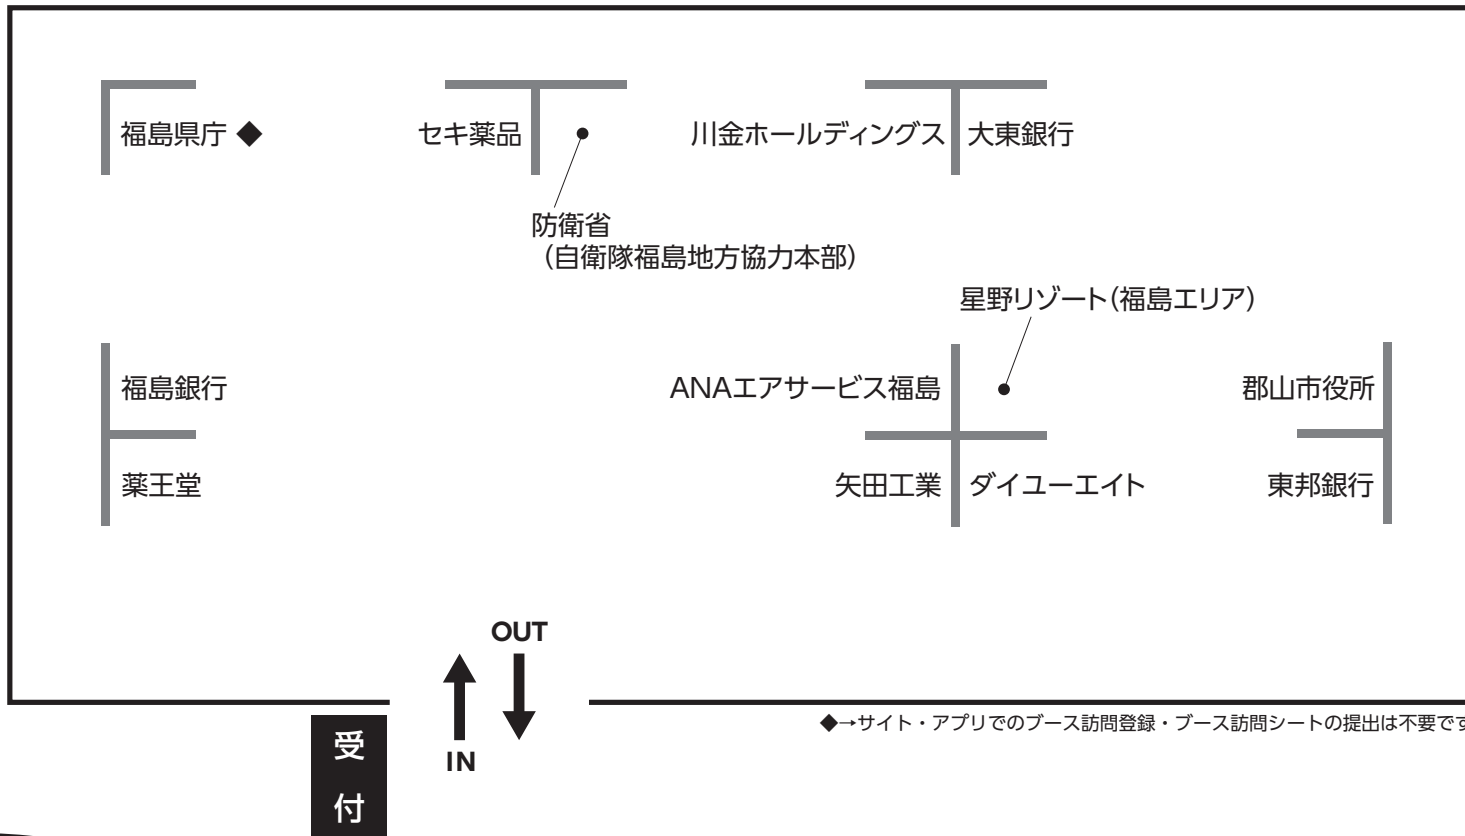 福島県庁 ◆
セキ薬品
川金ホールディングス
大東銀行
防衛省
（自衛隊福島地方協力本部）
星野リゾート（福島エリア）
福島銀行
ANAエアサービス福島
郡山市役所
薬王堂
矢田工業
ダイユーエイト
東邦銀行
OUT
IN
◆→サイト・アプリでのブース訪問登録・ブース訪問シートの提出は不要です
受
付